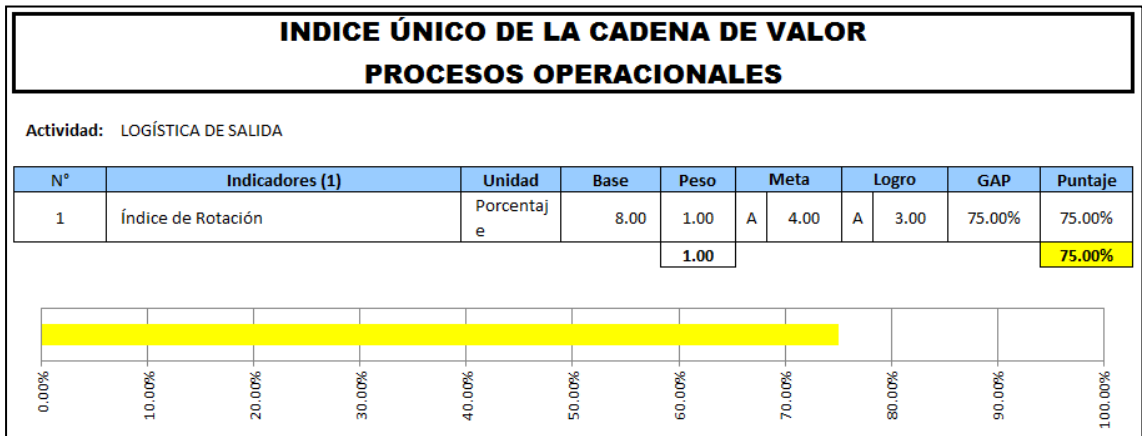 INDICE ÚNICO DE LA CADENA DE VALOR
PROCESOS OPERACIONALES
Actividad: LOGÍSTICA DE SALIDA
N° Indicadores (1) Unidad Base Peso Meta Logro GAP Puntaje
1 Índice de Rotación Porcentaj
e 8.00 1.00 A 4.00 A 3.00 75.00% 75.00%
1.00 75.00%
0.00% 10.00% 20.00% 30.00% 40.00% 50.00% 60.00% 70.00% 80.00% 90.00% 100.00%